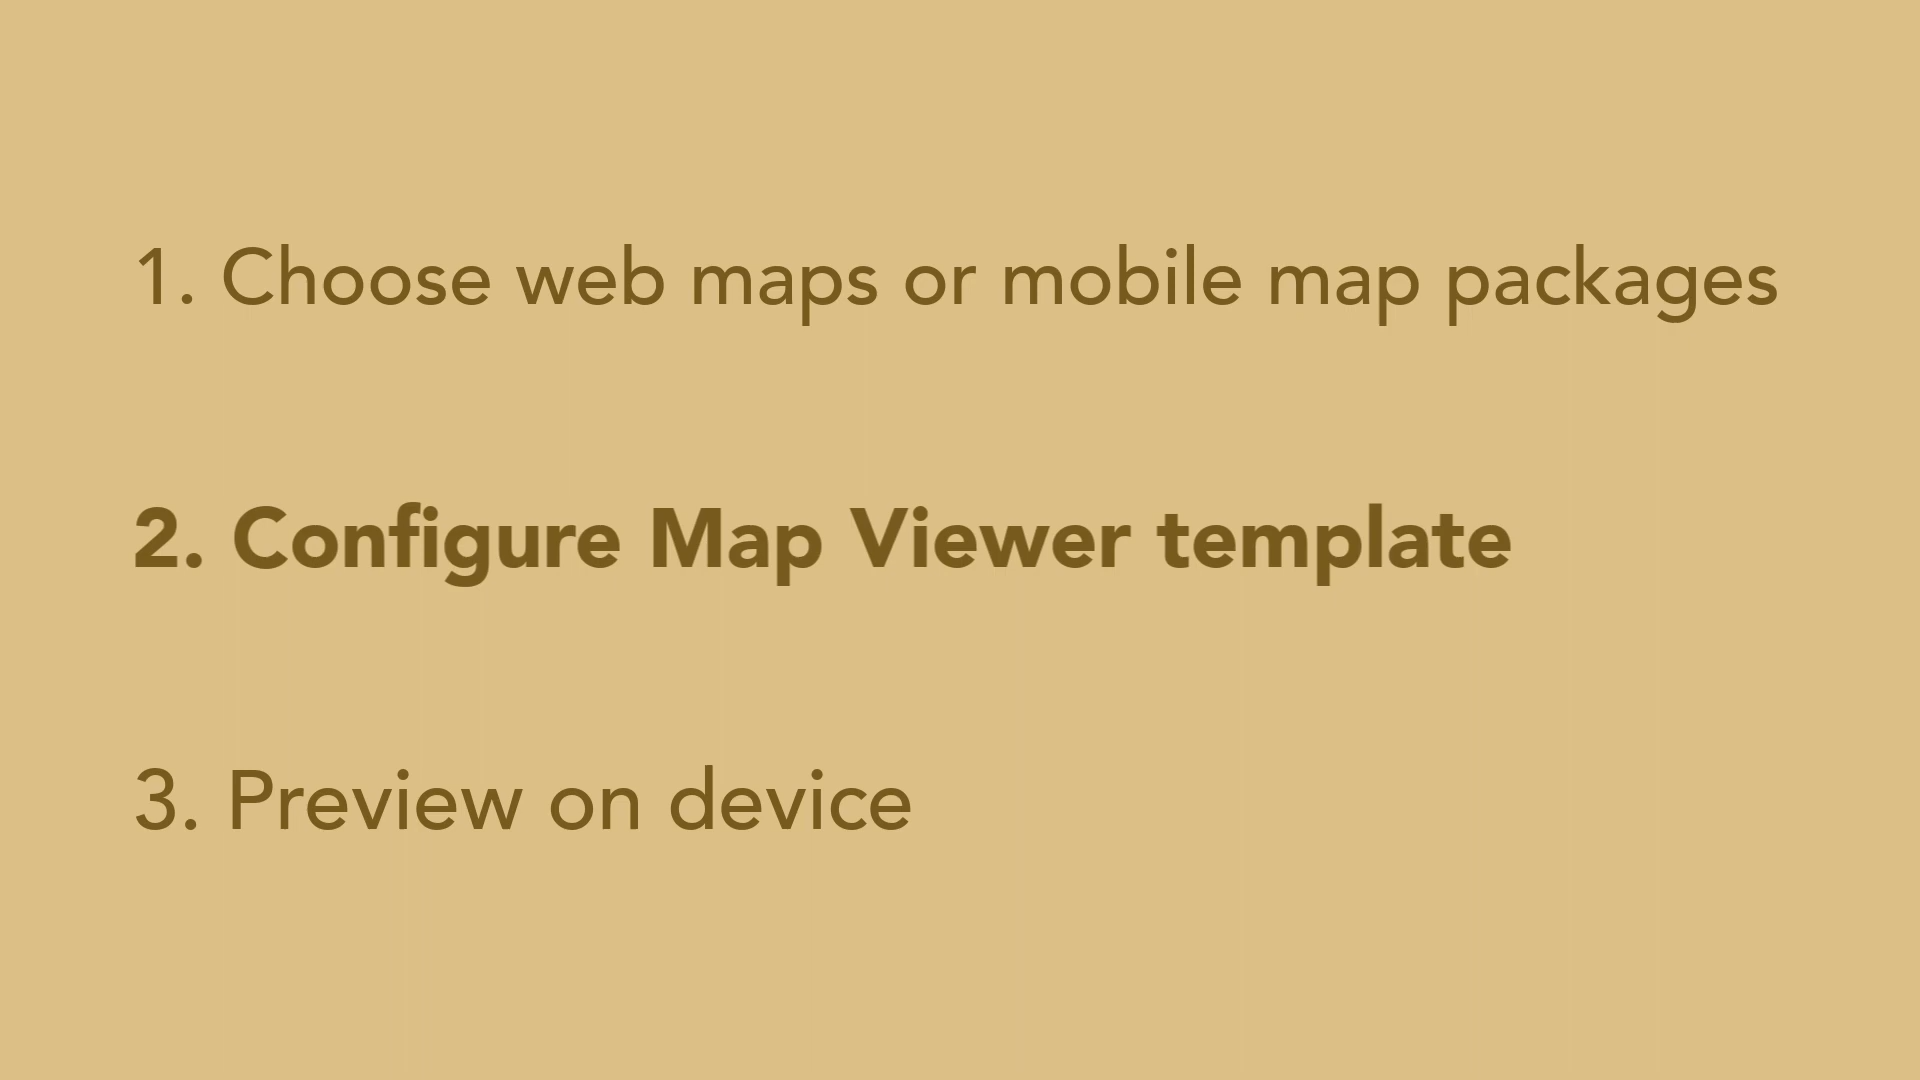 1. Choose web maps or mobile map packages
2. Configure Map Viewer template
3. Preview on device